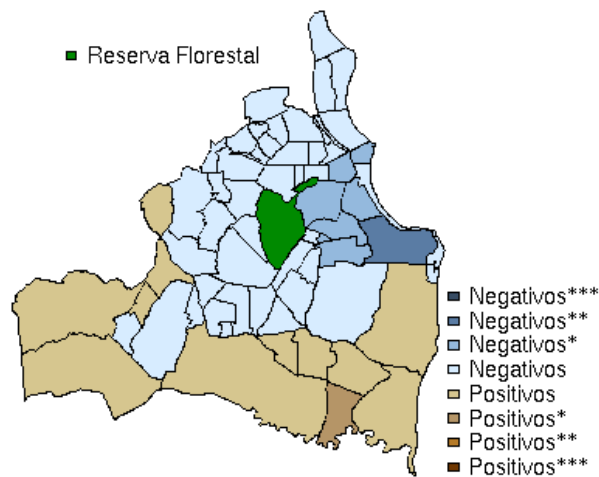 Reserva Florestal
Negativos***
Negativos**
Negativos*
Negativos
Positivos
Positivos*
Positivos**
Positivos***